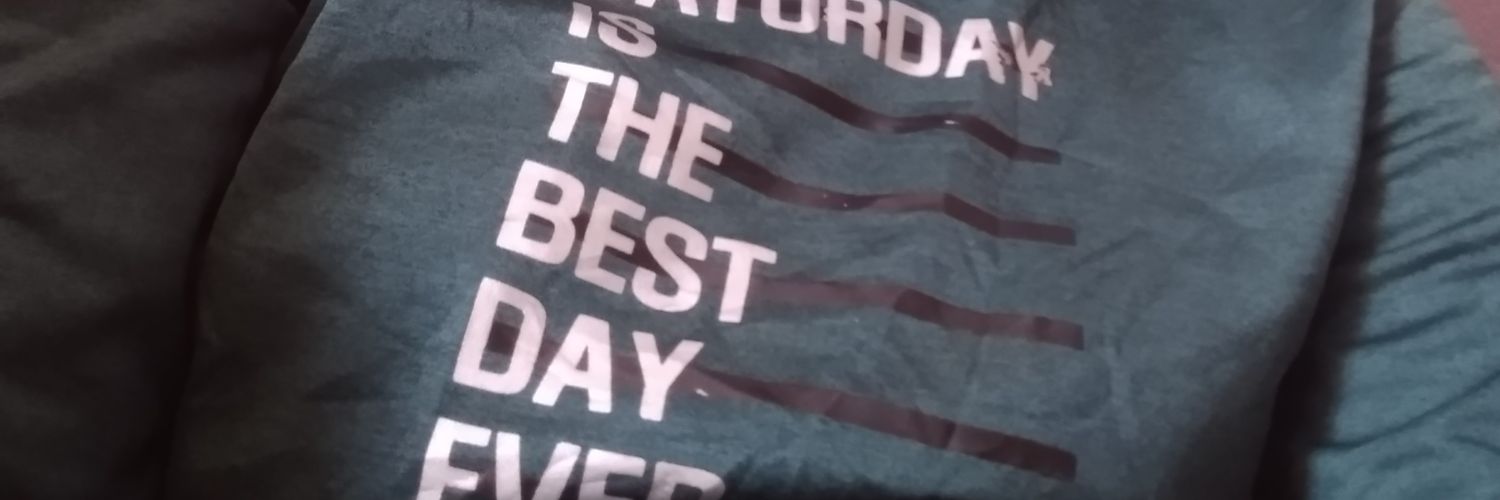 SATURDAY
IS
THE
BEST
DAY
EVER